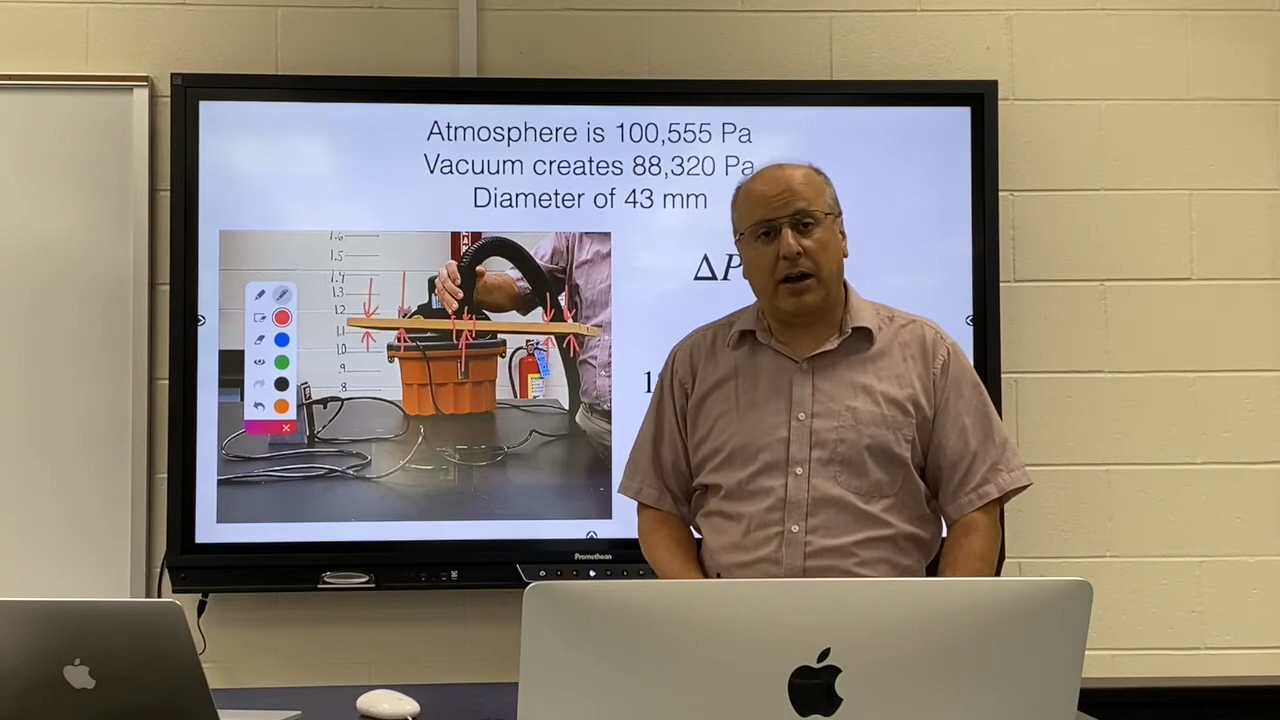 Atmosphere is 100,555 Pa
Vacuum creates 88,320 Pa
Diameter of 43 mm
ΔP
1.6
1.5
1.4
1.3
1.2
1.1
1.0
.9
.8
Promethean